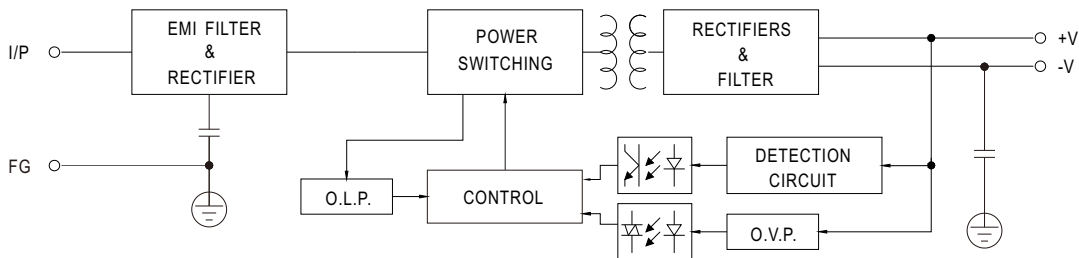 I/P
EMI FILTER
&
RECTIFIER
POWER
SWITCHING
RECTIFIERS
&
FILTER
+V
-V
FG
O.L.P.
CONTROL
DETECTION
CIRCUIT
O.V.P.